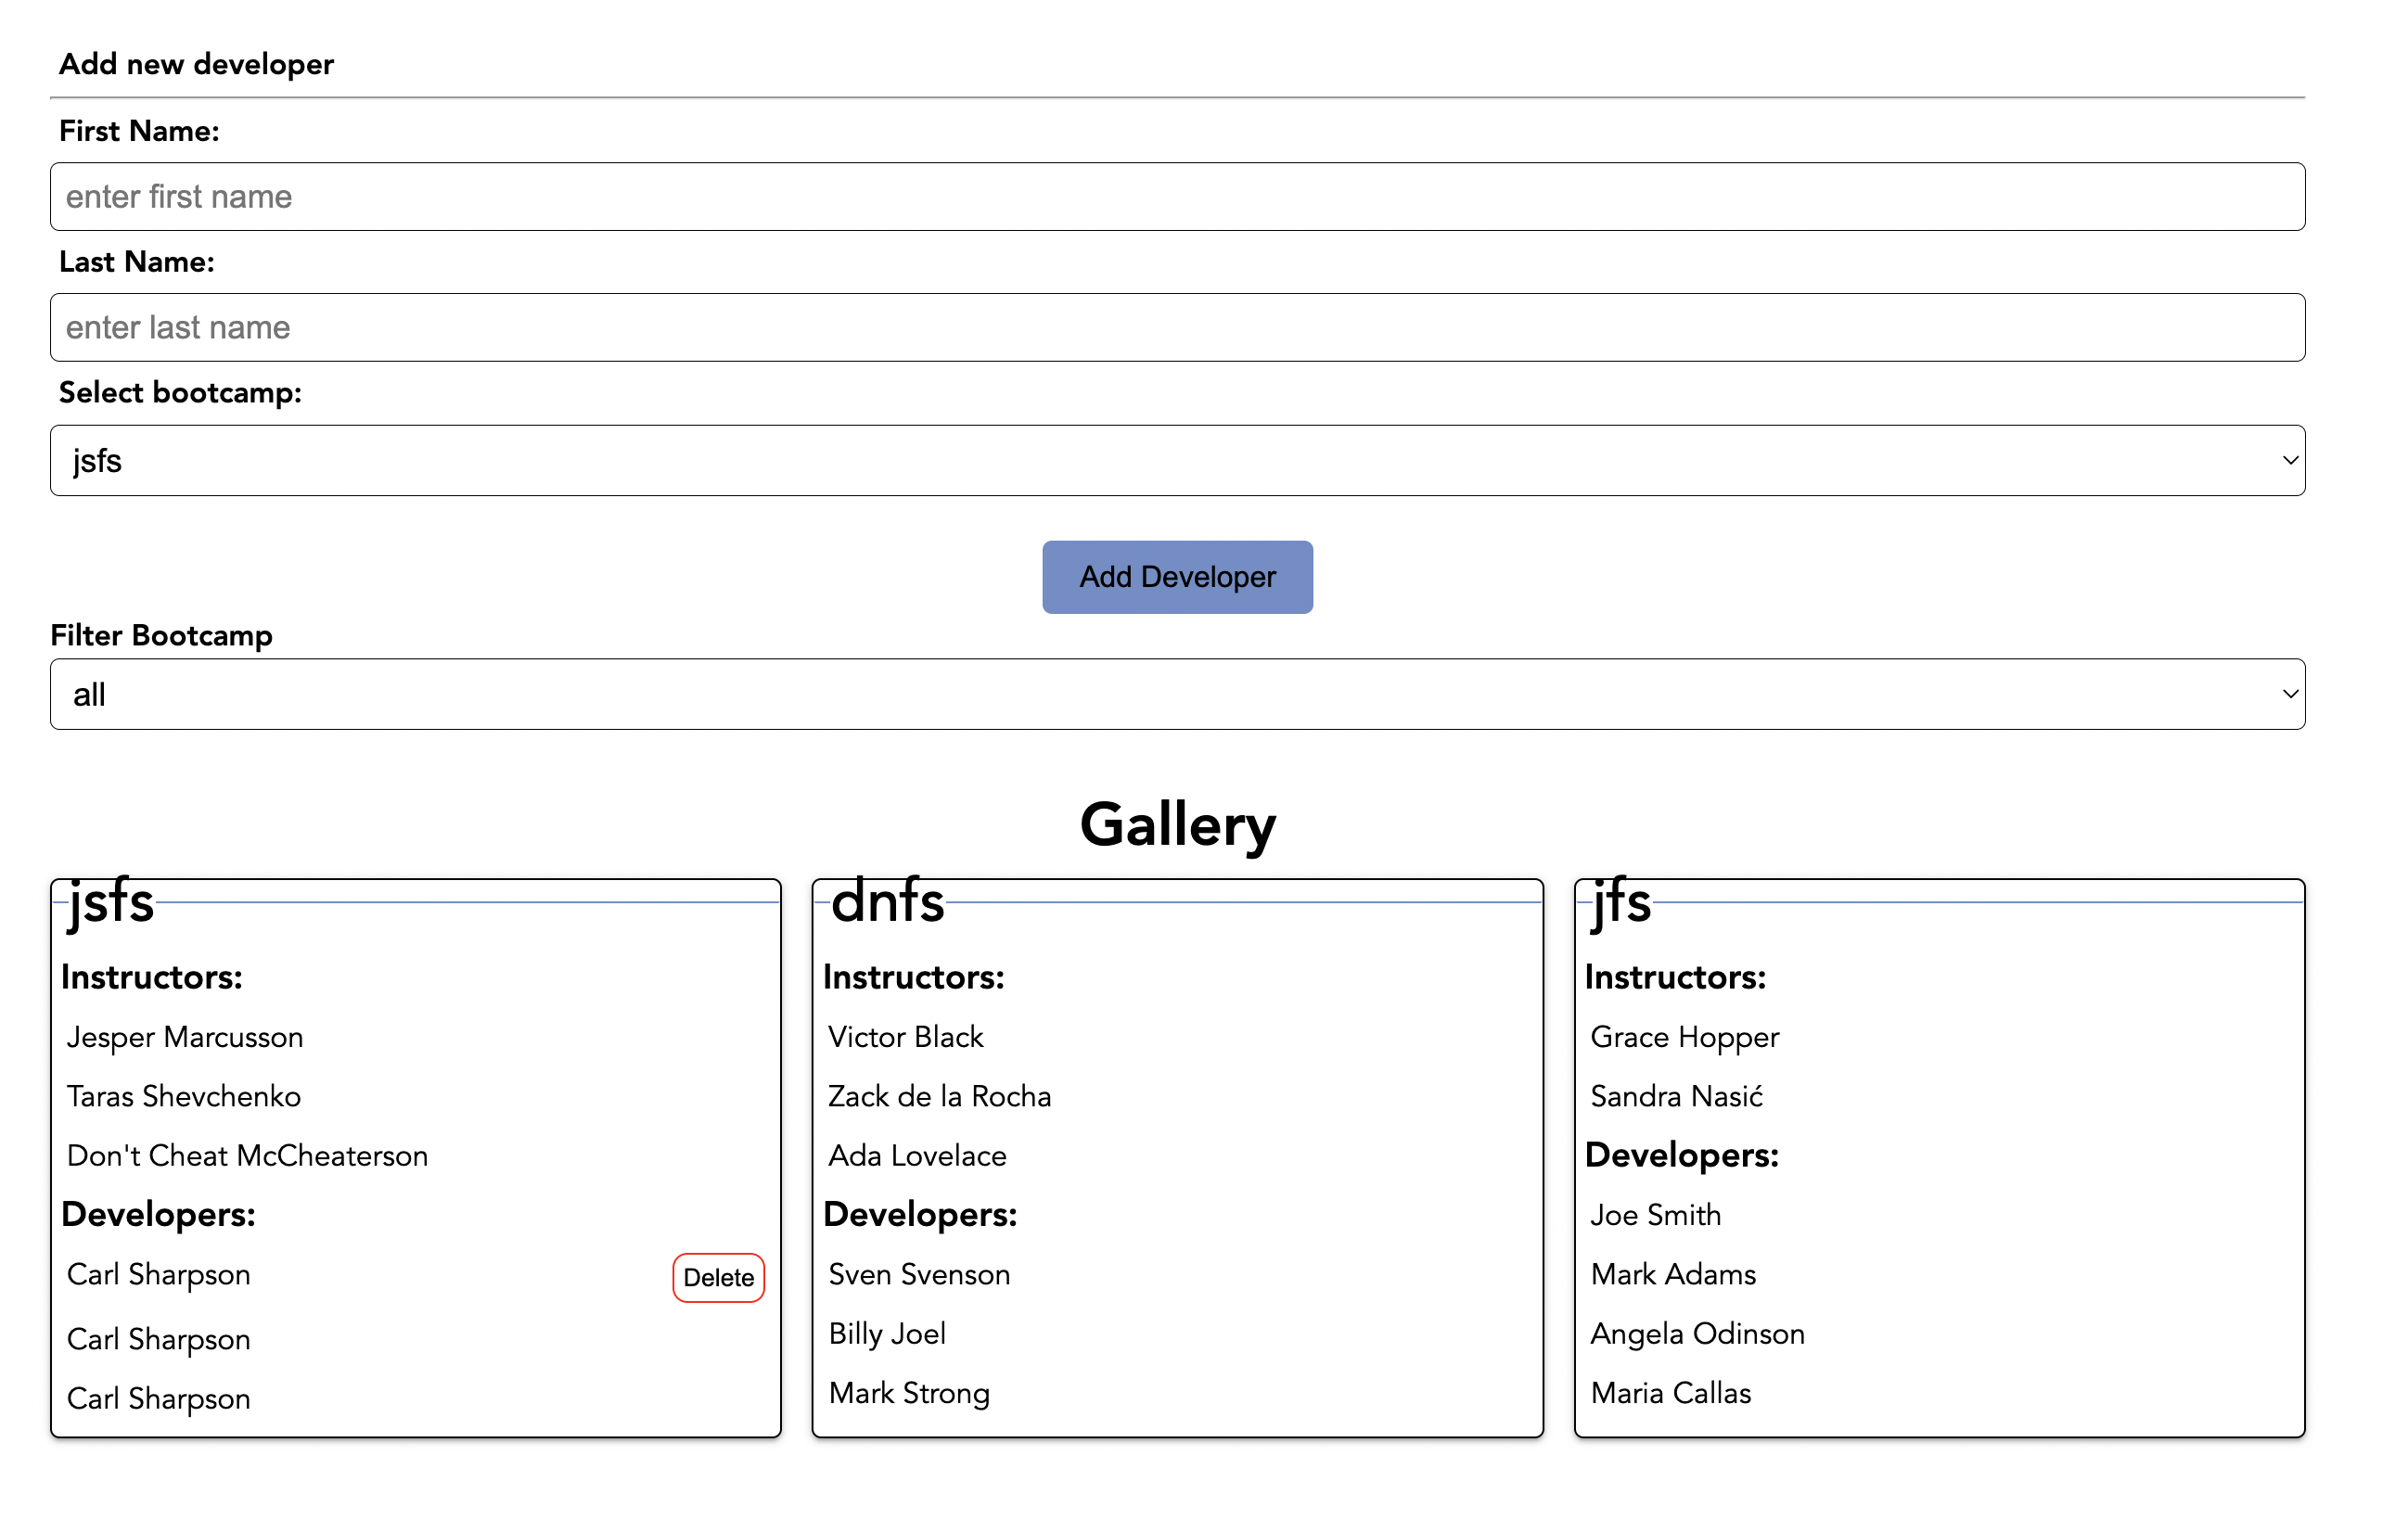 Add new developer
First Name:
enter first name
Last Name:
enter last name
Select bootcamp:
jsfs
Add Developer
Filter Bootcamp
all
Gallery
jsfs
Instructors:
Jesper Marcusson
Taras Shevchenko
Don't Cheat McCheaterson
Developers:
Carl Sharpson
Delete
Carl Sharpson
Carl Sharpson
dnfs
Instructors:
Victor Black
Zack de la Rocha
Ada Lovelace
Developers:
Sven Svenson
Billy Joel
Mark Strong
jfs
Instructors:
Grace Hopper
Sandra Nasić
Developers:
Joe Smith
Mark Adams
Angela Odinson
Maria Callas